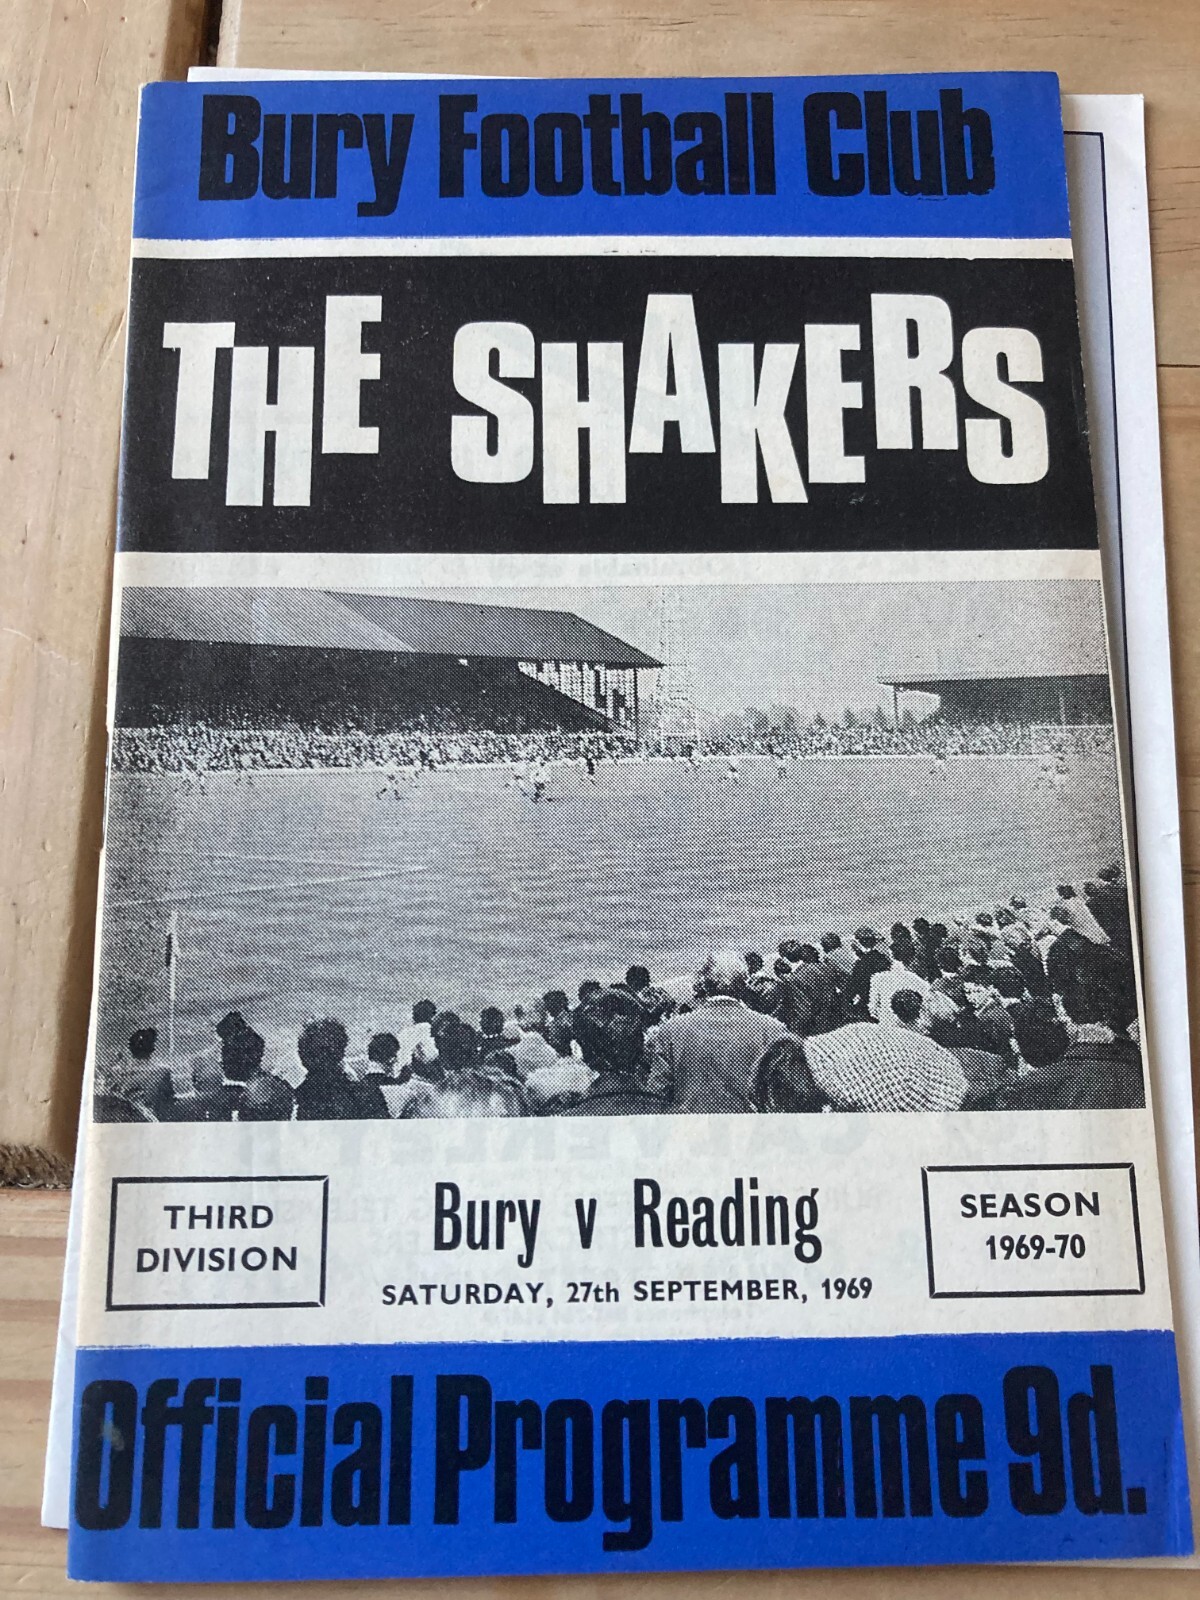 Bury Football Club
THE SHAKERS
THIRD
DIVISION
Bury v Reading
SATURDAY, 27th SEPTEMBER, 1969
SEASON
1969-70
Official Programme 9d.